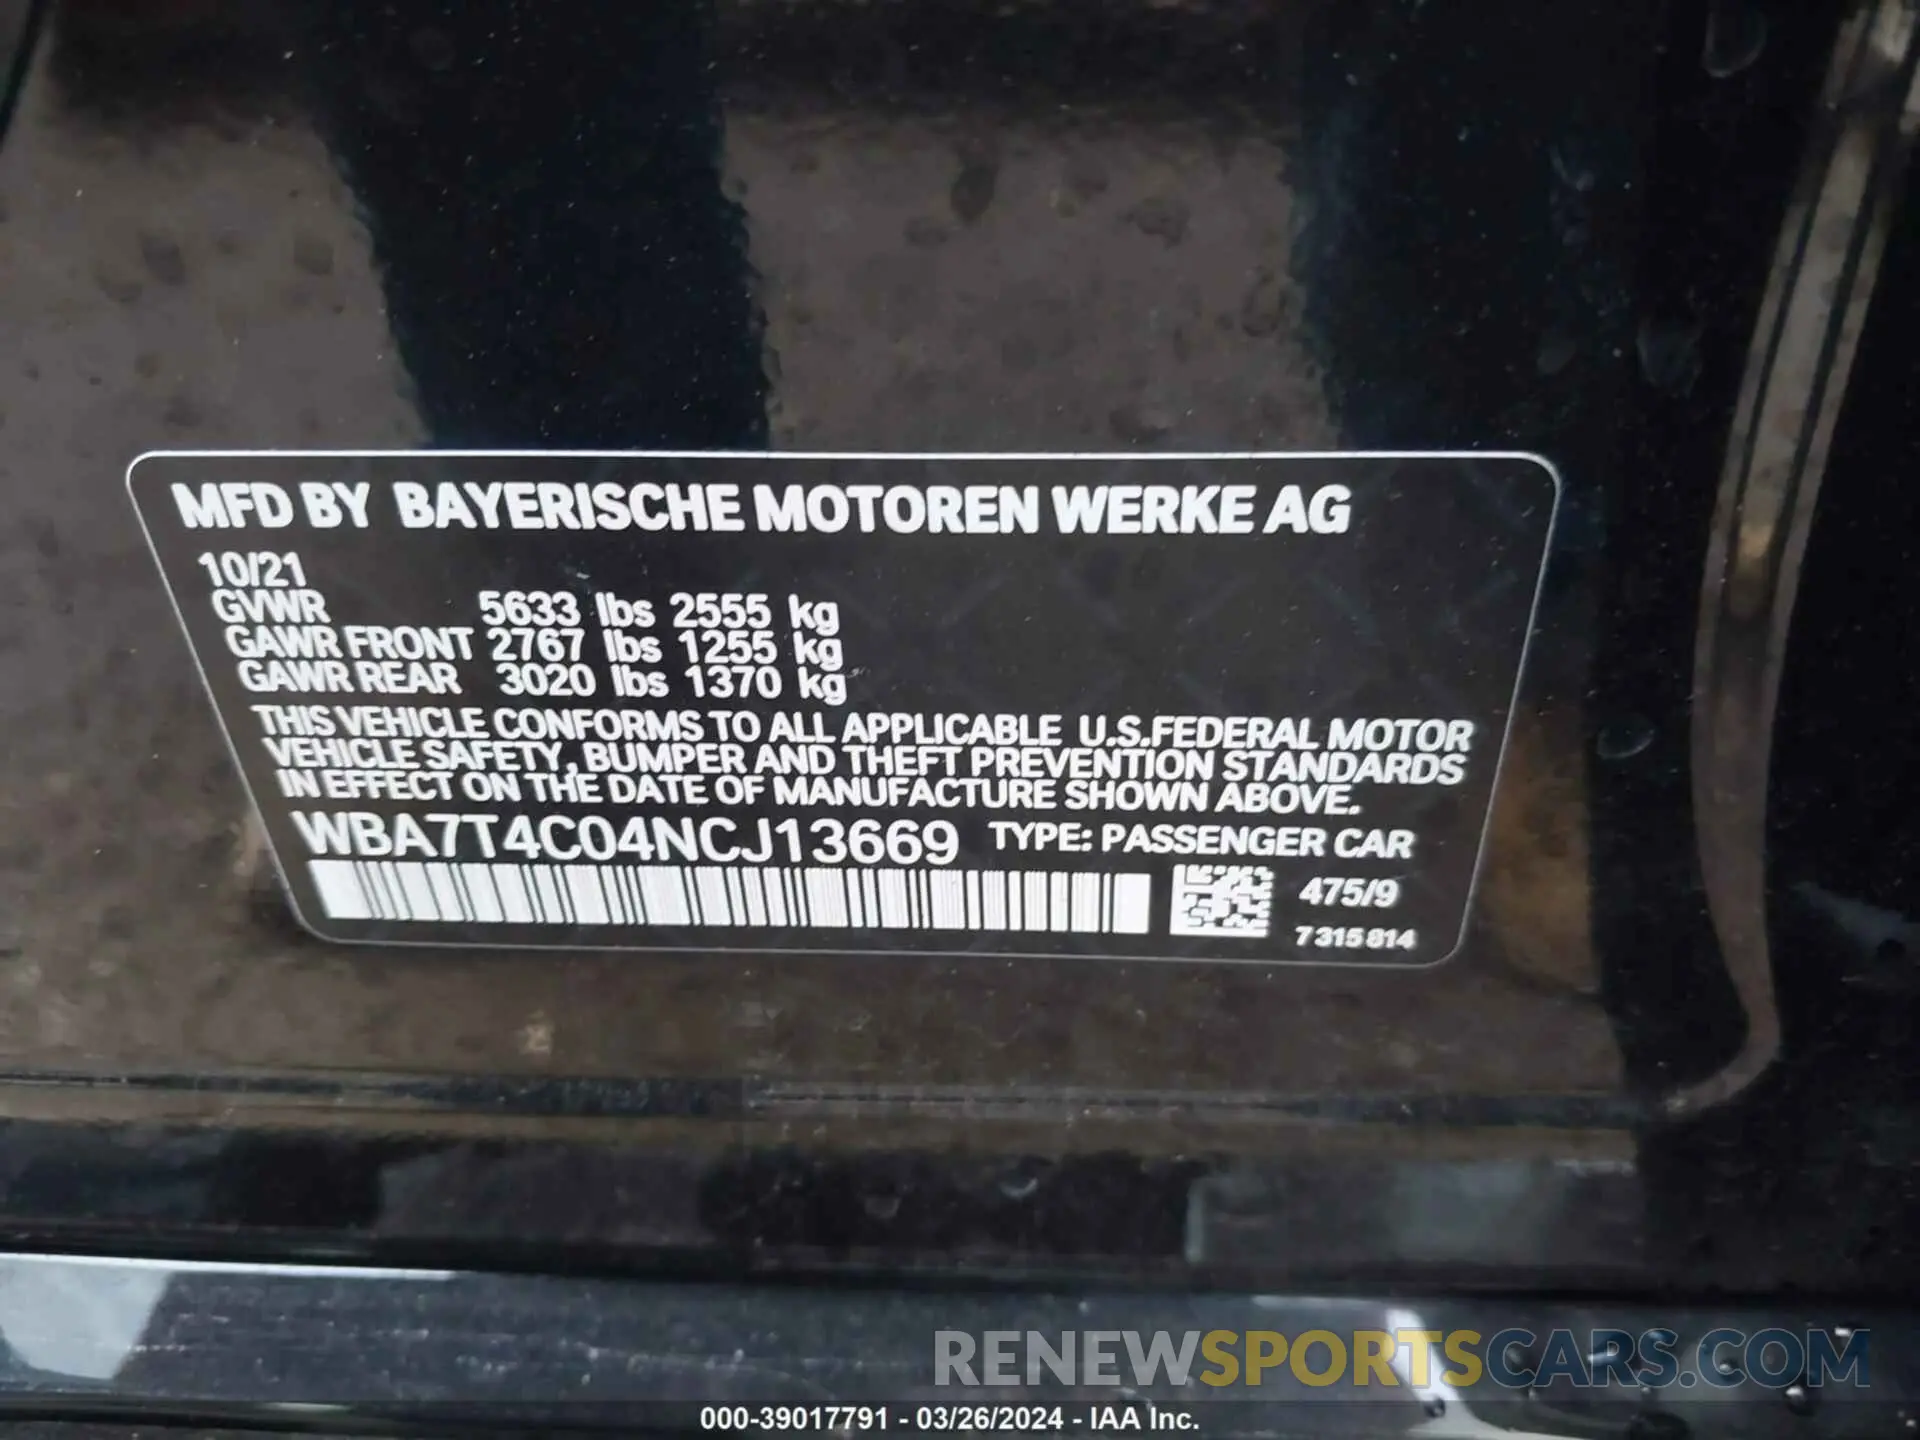 MFD BY BAYERISCHE MOTOREN WERKE AG
10/21
GVWR 5633 lbs 2555 kg
GAWR FRONT 2767 lbs 1255 kg
GAWR REAR 3020 lbs 1370 kg
THIS VEHICLE CONFORMS TO ALL APPLICABLE U.S.FEDERAL MOTOR
VEHICLE SAFETY, BUMPER AND THEFT PREVENTION STANDARDS
IN EFFECT ON THE DATE OF MANUFACTURE SHOWN ABOVE.
WBA7T4C04NCJ13669 TYPE: PASSENGER CAR
475/9
7 315 814
RENEWSPORTSCARS.COM
000-39017791 - 03/26/2024 - IAA Inc.